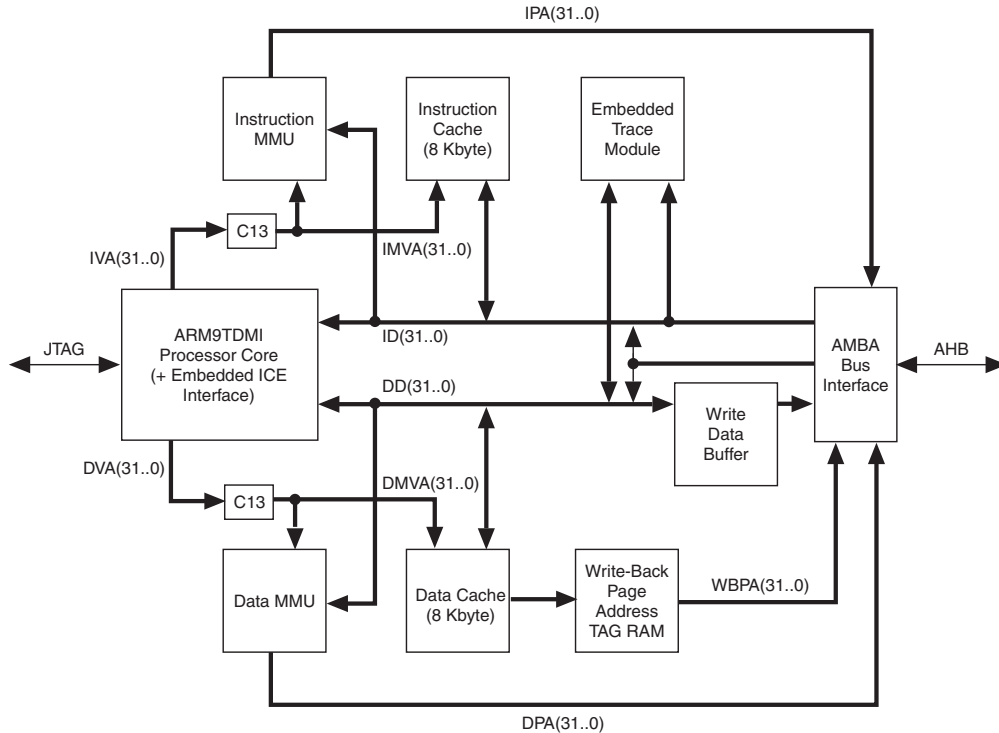 IPA(31..0)
Instruction
MMU
Instruction
Cache
(8 Kbyte)
Embedded
Trace
Module
C13
IVA(31..0)
IMVA(31..0)
ARM9TDMI
Processor Core
(+ Embedded ICE
Interface)
ID(31..0)
JTAG
AMBA
Bus
Interface
AHB
DD(31..0)
Write
Data
Buffer
DVA(31..0)
C13
DMVA(31..0)
Data MMU
Data Cache
(8 Kbyte)
Write-Back
Page
Address
TAG RAM
WBPA(31..0)
DPA(31..0)